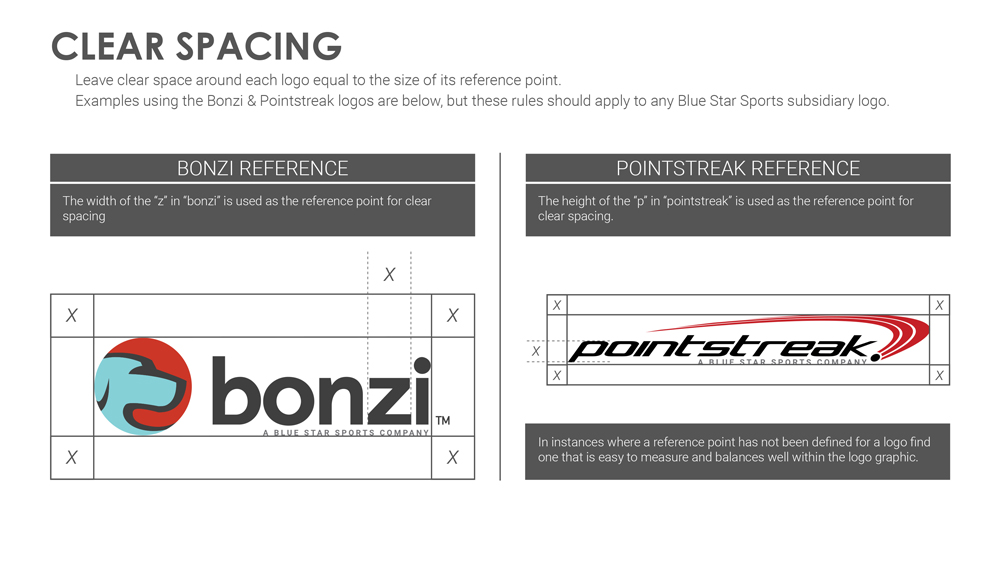 CLEAR SPACING
Leave clear space around each logo equal to the size of its reference point.
Examples using the Bonzi & Pointstreak logos are below, but these rules should apply to any Blue Star Sports subsidiary logo.
BONZI REFERENCE
The width of the “z” in “bonzi” is used as the reference point for clear
spacing
X
X
X
bonzi TM
A BLUE STAR SPORTS COMPANY
X
X
POINTSTREAK REFERENCE
The height of the “p” in “pointstreak” is used as the reference point for
clear spacing.
X
X
X
pointstreak.
A BLUE STAR SPORTS COMPANY
X
X
In instances where a reference point has not been defined for a logo find
one that is easy to measure and balances well within the logo graphic.